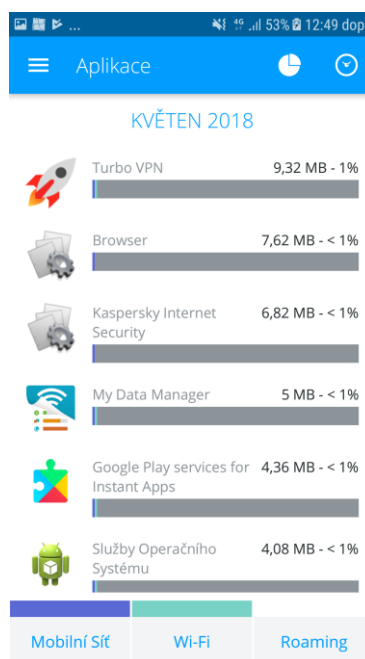 ... 4G 53% 12:49 dop
Aplikace
KVĚTEN 2018
Turbo VPN 9,32 MB - 1%
Browser 7,62 MB - < 1%
Kaspersky Internet 6,82 MB - < 1%
Security
My Data Manager 5 MB - < 1%
Google Play services for 4,36 MB - < 1%
Instant Apps
Služby Operačního 4,08 MB - < 1%
Systému
Mobilní Síť Wi-Fi Roaming